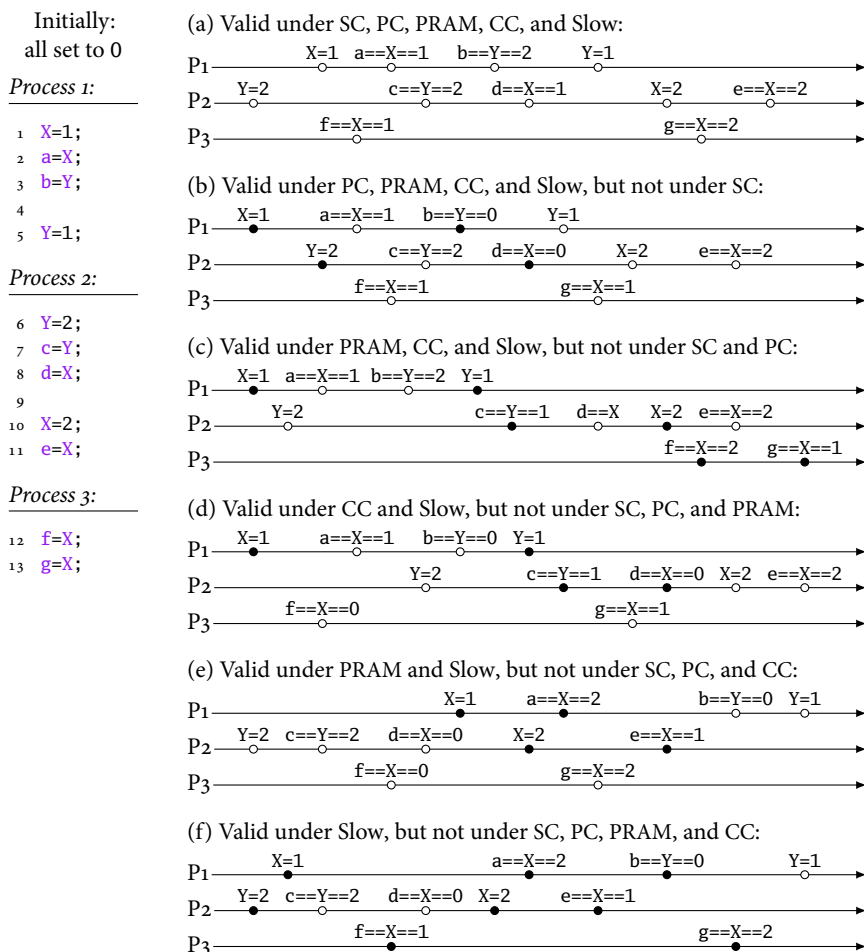 Initially:
all set to 0
Process 1:
1 X=1;
2 a=X;
3 b=Y;
4
5 Y=1;
Process 2:
6 Y=2;
7 c=Y;
8 d=X;
9
10 X=2;
11 e=X;
Process 3:
12 f=X;
13 g=X;
(a) Valid under SC, PC, PRAM, CC, and Slow:
X=1 a==X==1 b==Y==2 Y=1
P1
Y=2 c==Y==2 d==X==1 X=2 e==X==2
P2
f==X==1 g==X==2
P3
(b) Valid under PC, PRAM, CC, and Slow, but not under SC:
X=1 a==X==1 b==Y==0 Y=1
P1
Y=2 c==Y==2 d==X==0 X=2 e==X==2
P2
f==X==1 g==X==1
P3
(c) Valid under PRAM, CC, and Slow, but not under SC and PC:
X=1 a==X==1 b==Y==2 Y=1
P1
Y=2 c==Y==1 d==X X=2 e==X==2
P2
f==X==2 g==X==1
P3
(d) Valid under CC and Slow, but not under SC, PC, and PRAM:
X=1 a==X==1 b==Y==0 Y=1
P1
Y=2 c==Y==1 d==X==0 X=2 e==X==2
P2
f==X==0 g==X==1
P3
(e) Valid under PRAM and Slow, but not under SC, PC, and CC:
X=1 a==X==2 b==Y==0 Y=1
P1
Y=2 c==Y==2 d==X==0 X=2 e==X==1
P2
f==X==0 g==X==2
P3
(f) Valid under Slow, but not under SC, PC, PRAM, and CC:
X=1 a==X==2 b==Y==0 Y=1
P1
Y=2 c==Y==2 d==X==0 X=2 e==X==1
P2
f==X==1 g==X==2
P3